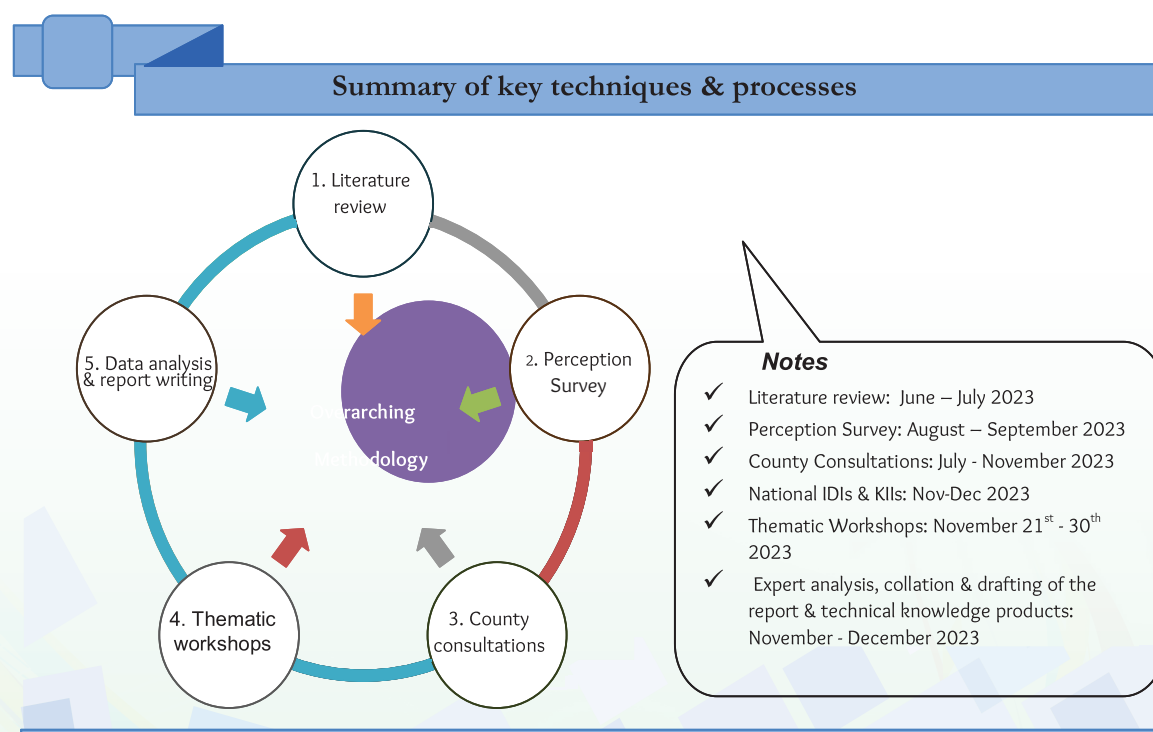 Summary of key techniques & processes
1. Literature
review
2. Perception
Survey
3. County
consultations
4. Thematic
workshops
5. Data analysis
& report writing
Overarching
Methodology
Notes
✓ Literature review: June – July 2023
✓ Perception Survey: August – September 2023
✓ County Consultations: July - November 2023
✓ National IDIs & KIIs: Nov-Dec 2023
✓ Thematic Workshops: November 21st - 30th
2023
✓ Expert analysis, collation & drafting of the
report & technical knowledge products:
November - December 2023